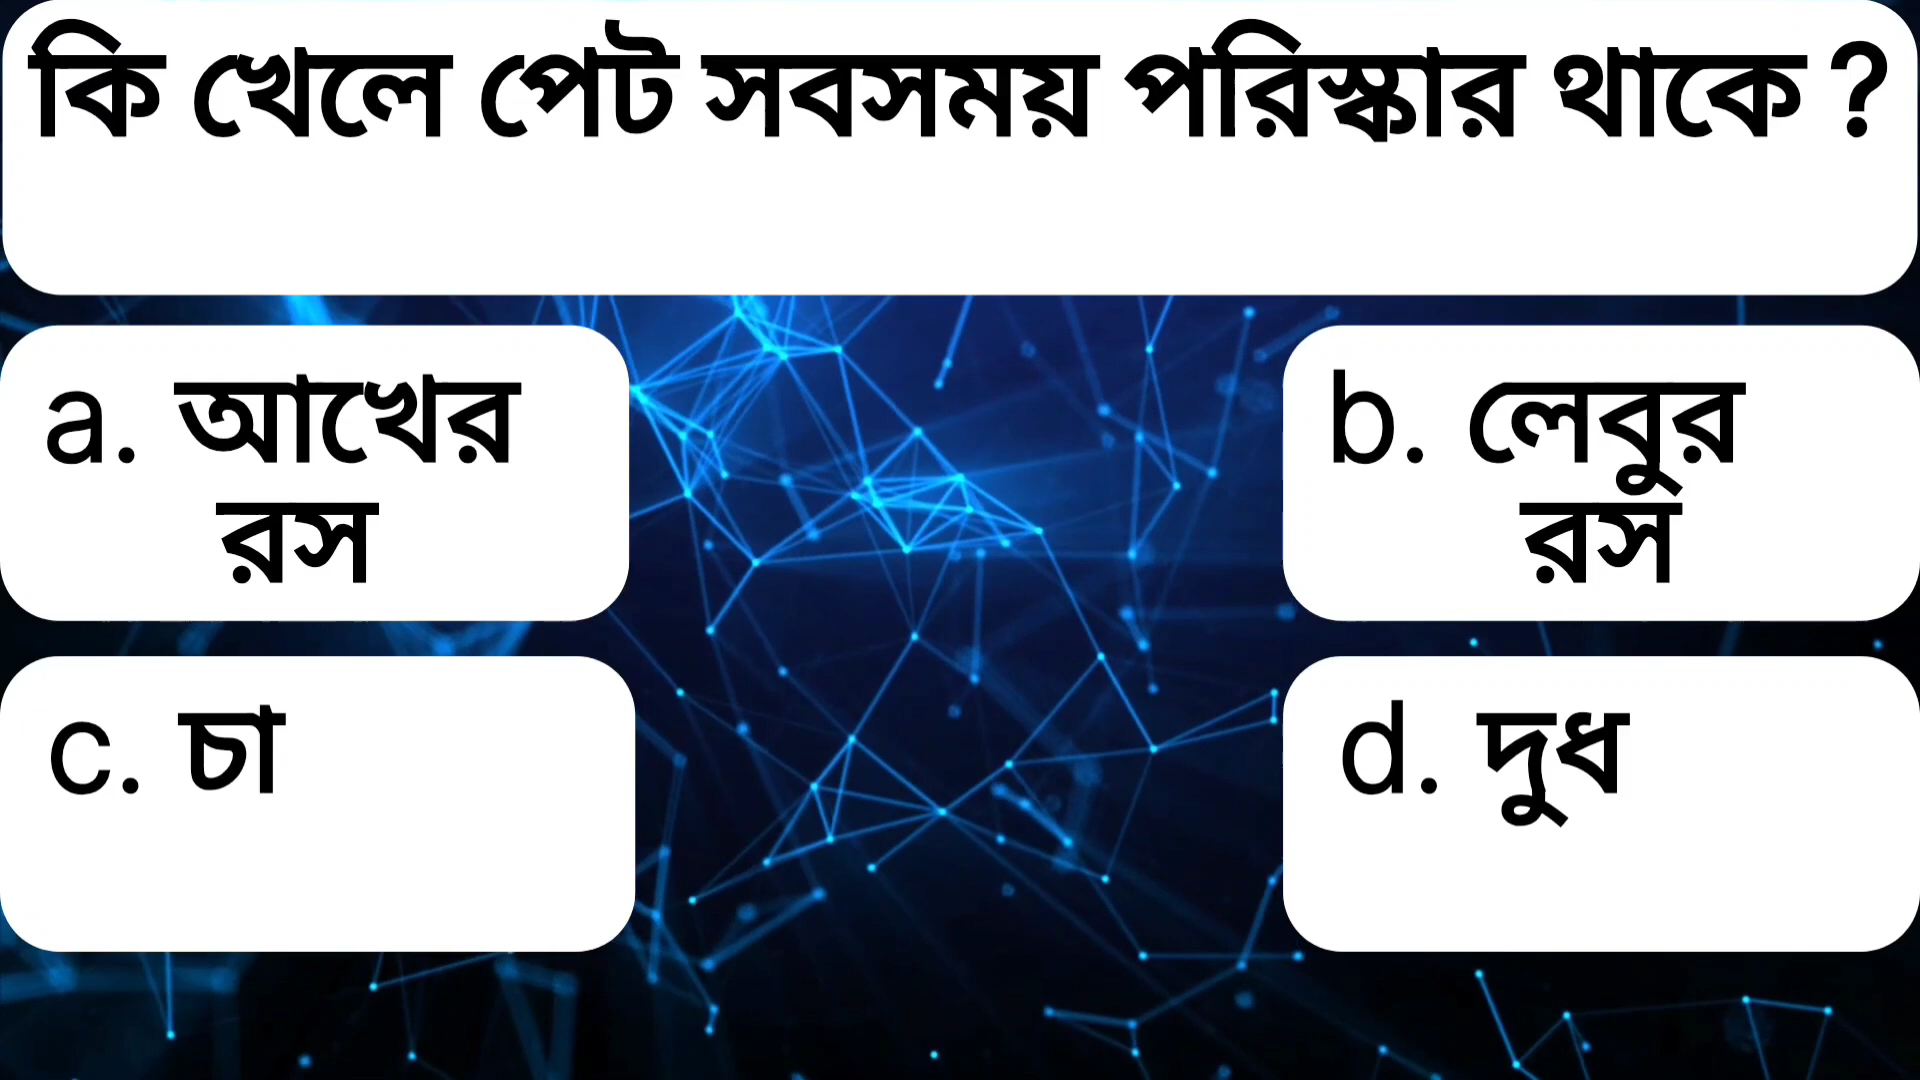 কি খেলে পেট সবসময় পরিস্কার থাকে ?
a. আখের
রস
b. লেবুর
রস
c. চা
d. দুধ